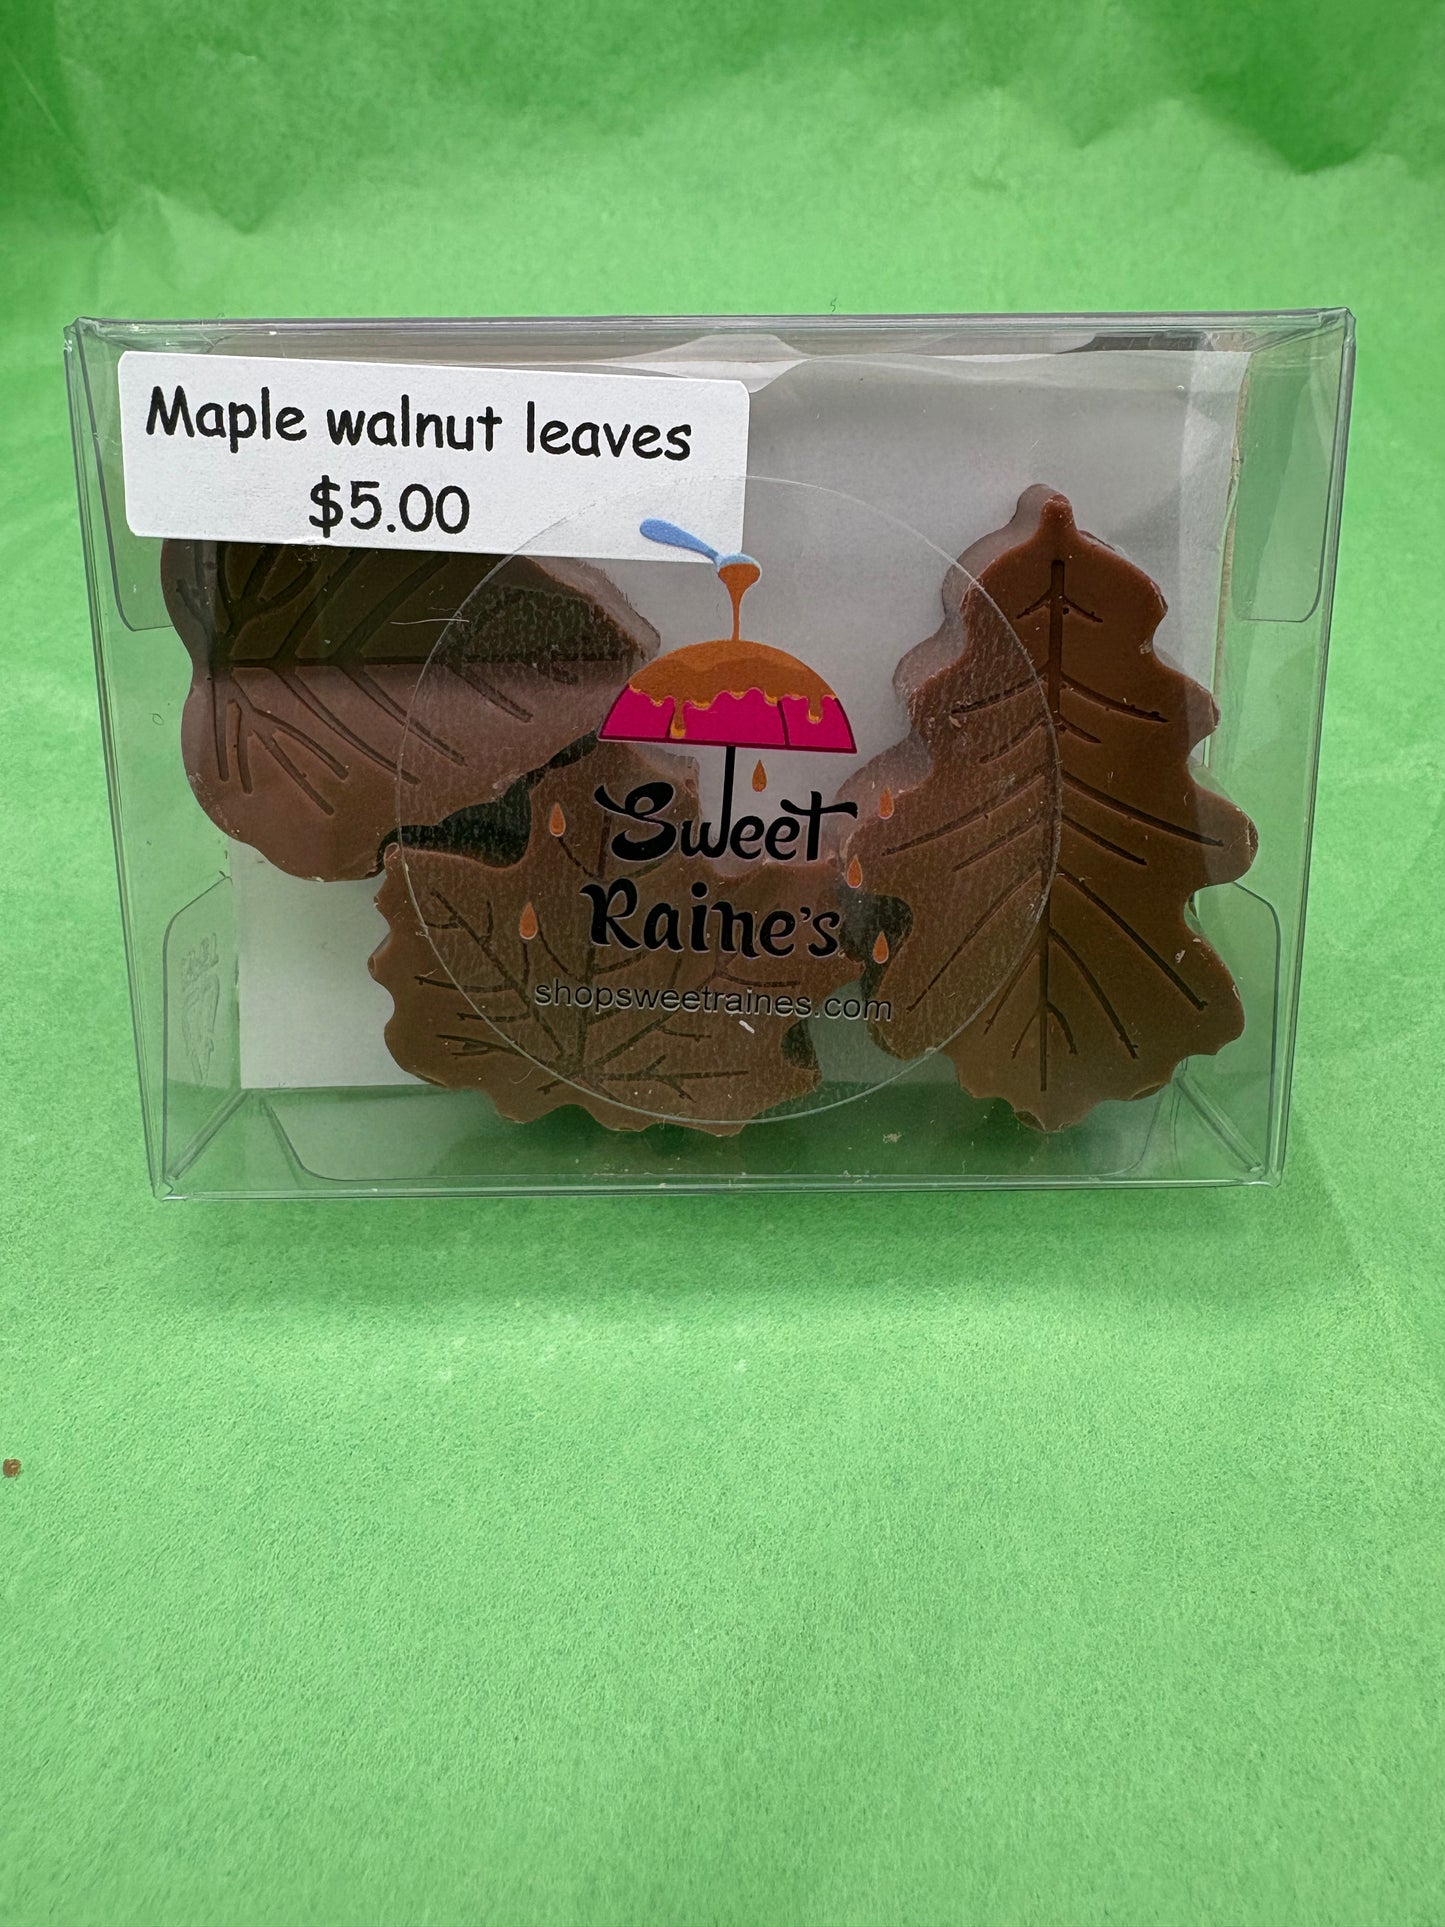 Maple walnut leaves
$5.00
Sweet
Raine's
shopsweetraines.com